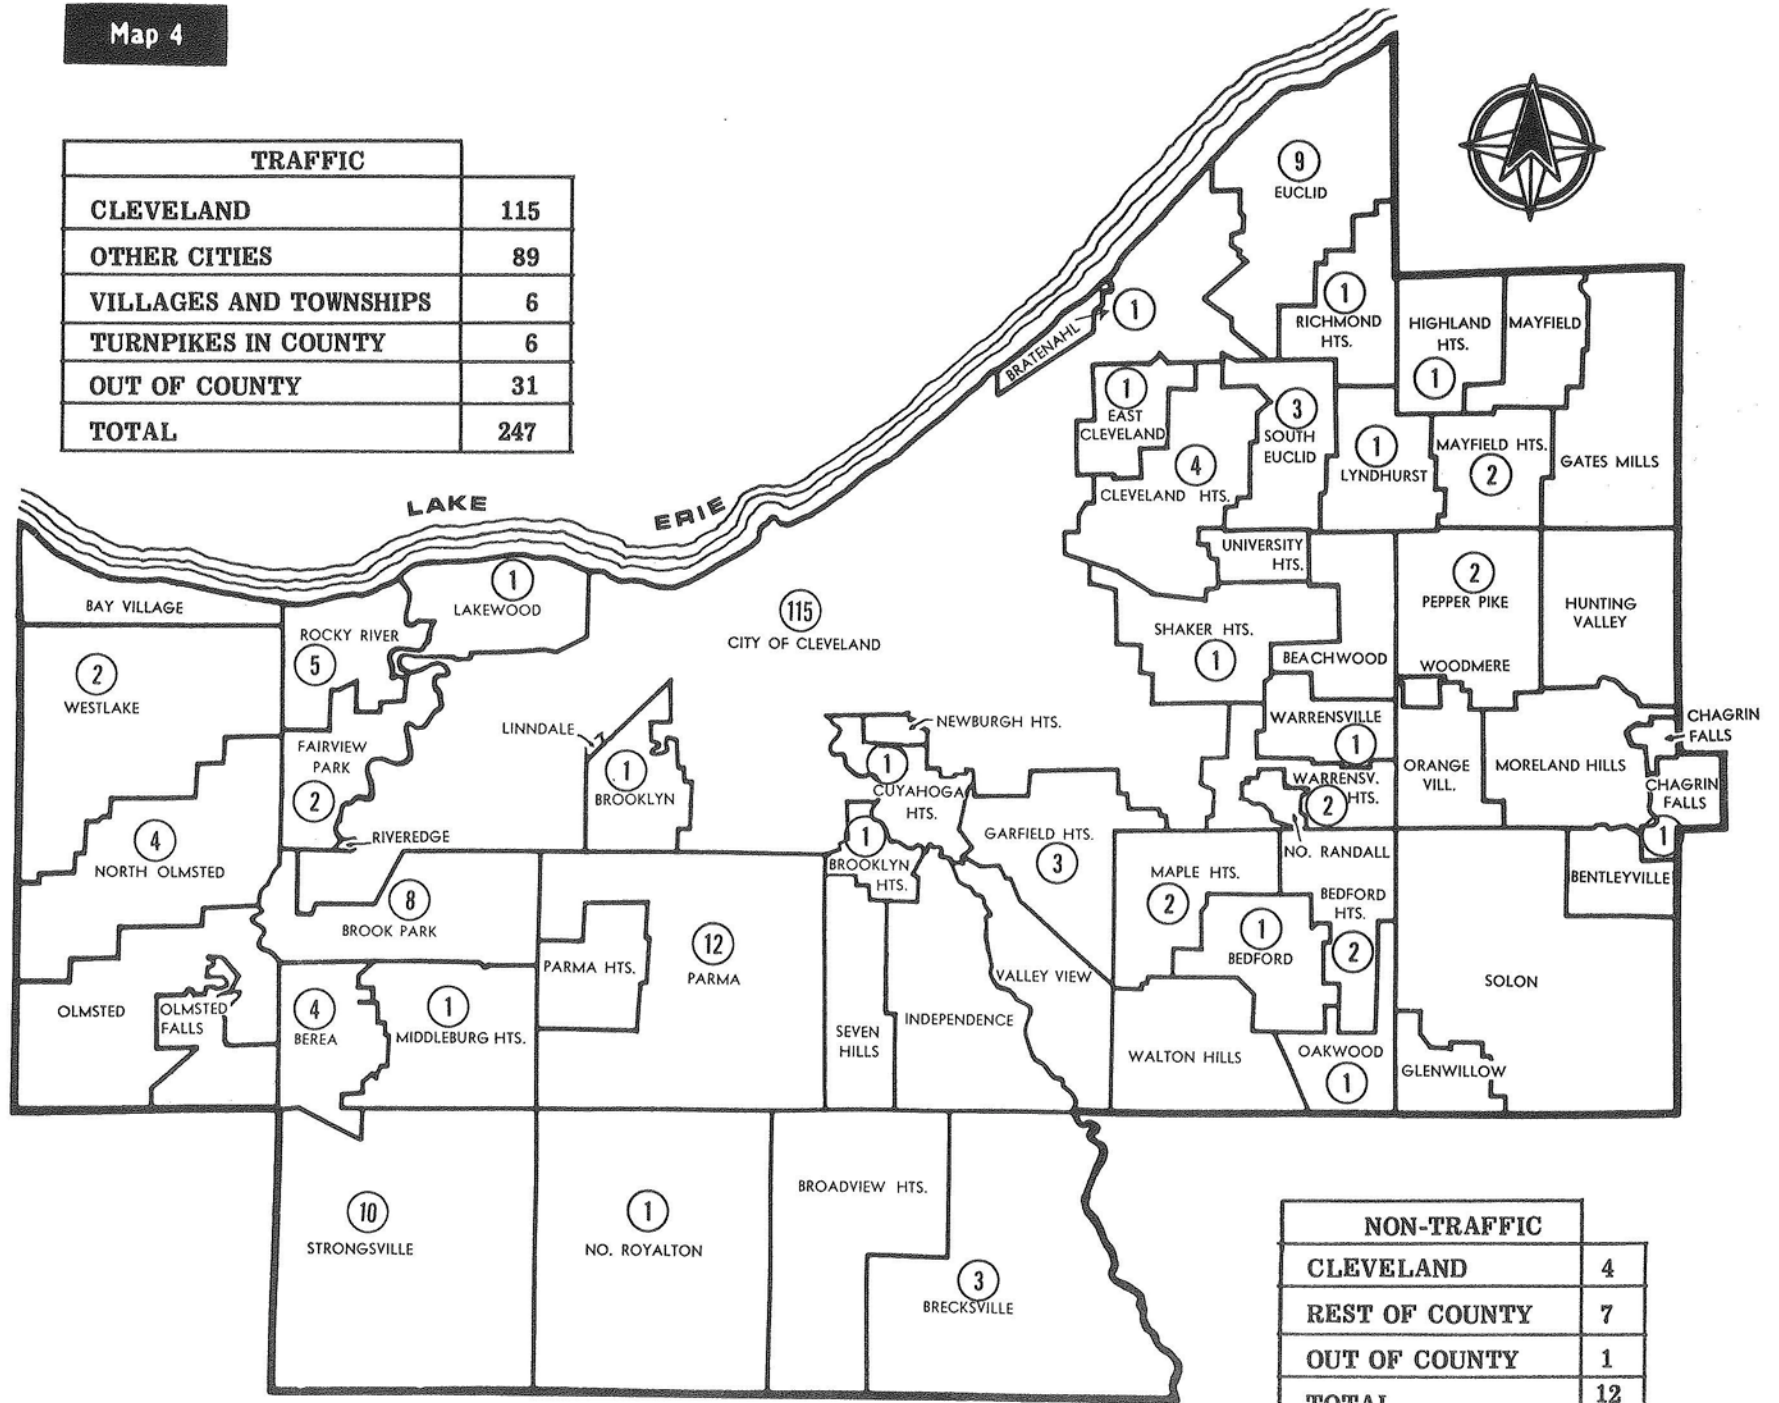 Map 4
TRAFFIC
CLEVELAND 115
OTHER CITIES 89
VILLAGES AND TOWNSHIPS 6
TURNPIKES IN COUNTY 6
OUT OF COUNTY 31
TOTAL 247
LAKE ERIE
9
EUCLID
1
RICHMOND
HTS.
HIGHLAND
HTS.
1
MAYFIELD
BRATENAHL
1
1
EAST
CLEVELAND
4
CLEVELAND HTS.
3
SOUTH
EUCLID
1
LYNDHURST
MAYFIELD HTS.
2
GATES MILLS
UNIVERSITY
HTS.
2
PEPPER PIKE
HUNTING
VALLEY
BAY VILLAGE
1
LAKEWOOD
ROCKY RIVER
5
115
CITY OF CLEVELAND
SHAKER HTS.
1
BEACHWOOD
WOODMERE
2
WESTLAKE
LINNDALE
NEWBURGH HTS.
WARRENSVILLE
1
CHAGRIN
FALLS
FAIRVIEW
PARK
2
1
BROOKLYN
1
CUYAHOGA
HTS.
WARRENSV.
HTS.
2
ORANGE
VILL.
MORELAND HILLS
CHAGRIN
FALLS
1
4
NORTH OLMSTED
RIVEREDGE
1
BROOKLYN
HTS.
GARFIELD HTS.
3
NO. RANDALL
MAPLE HTS.
2
BENTLEYVILLE
8
BROOK PARK
BEDFORD
HTS.
2
1
BEDFORD
PARMA HTS.
12
PARMA
VALLEY VIEW
SOLON
OLMSTED
OLMSTED
FALLS
4
BEREA
1
MIDDLEBURG HTS.
SEVEN
HILLS
INDEPENDENCE
WALTON HILLS
OAKWOOD
1
GLENWILLOW
10
STRONGSVILLE
1
NO. ROYALTON
BROADVIEW HTS.
3
BRECKSVILLE
NON-TRAFFIC
CLEVELAND 4
REST OF COUNTY 7
OUT OF COUNTY 1
TOTAL 12